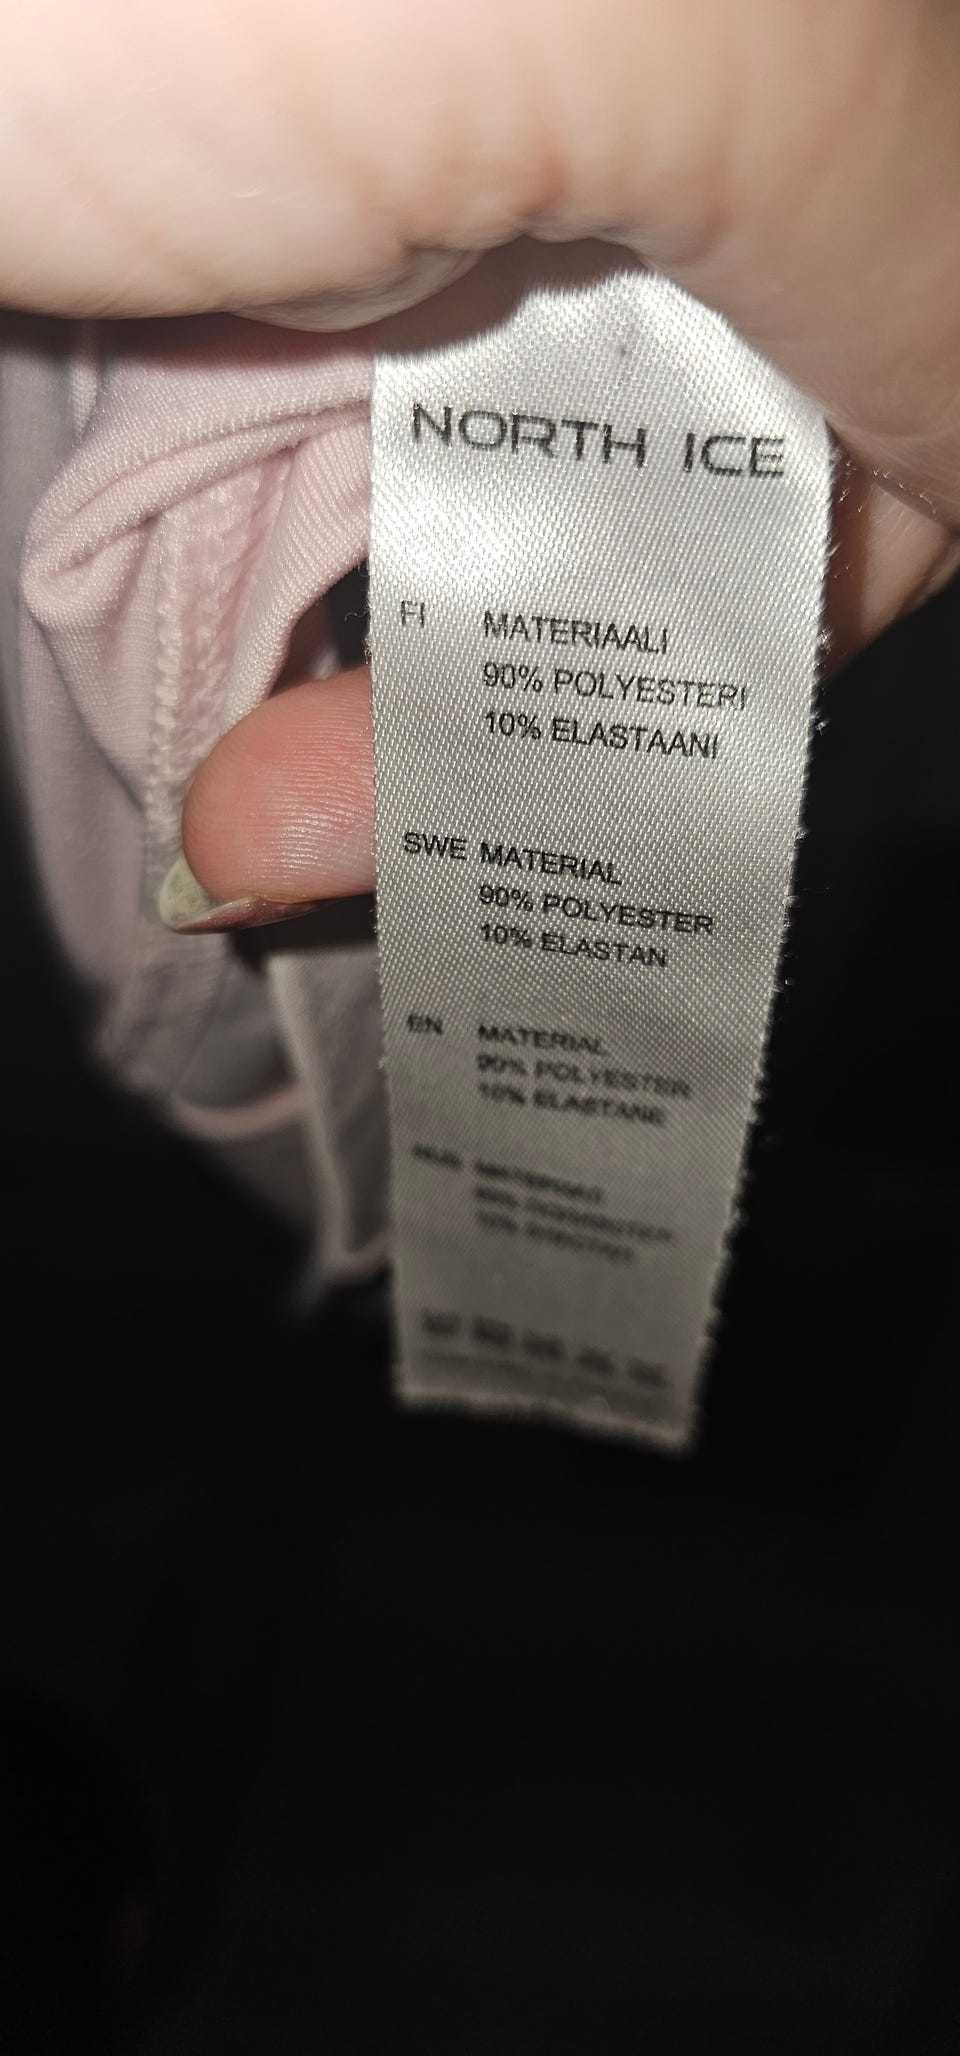 NORTH ICE
FI MATERIAALI
90% POLYESTERI
10% ELASTAANI
SWE MATERIAL
90% POLYESTER
10% ELASTAN
EN MATERIAL
90% POLYESTER
10% ELASTANE